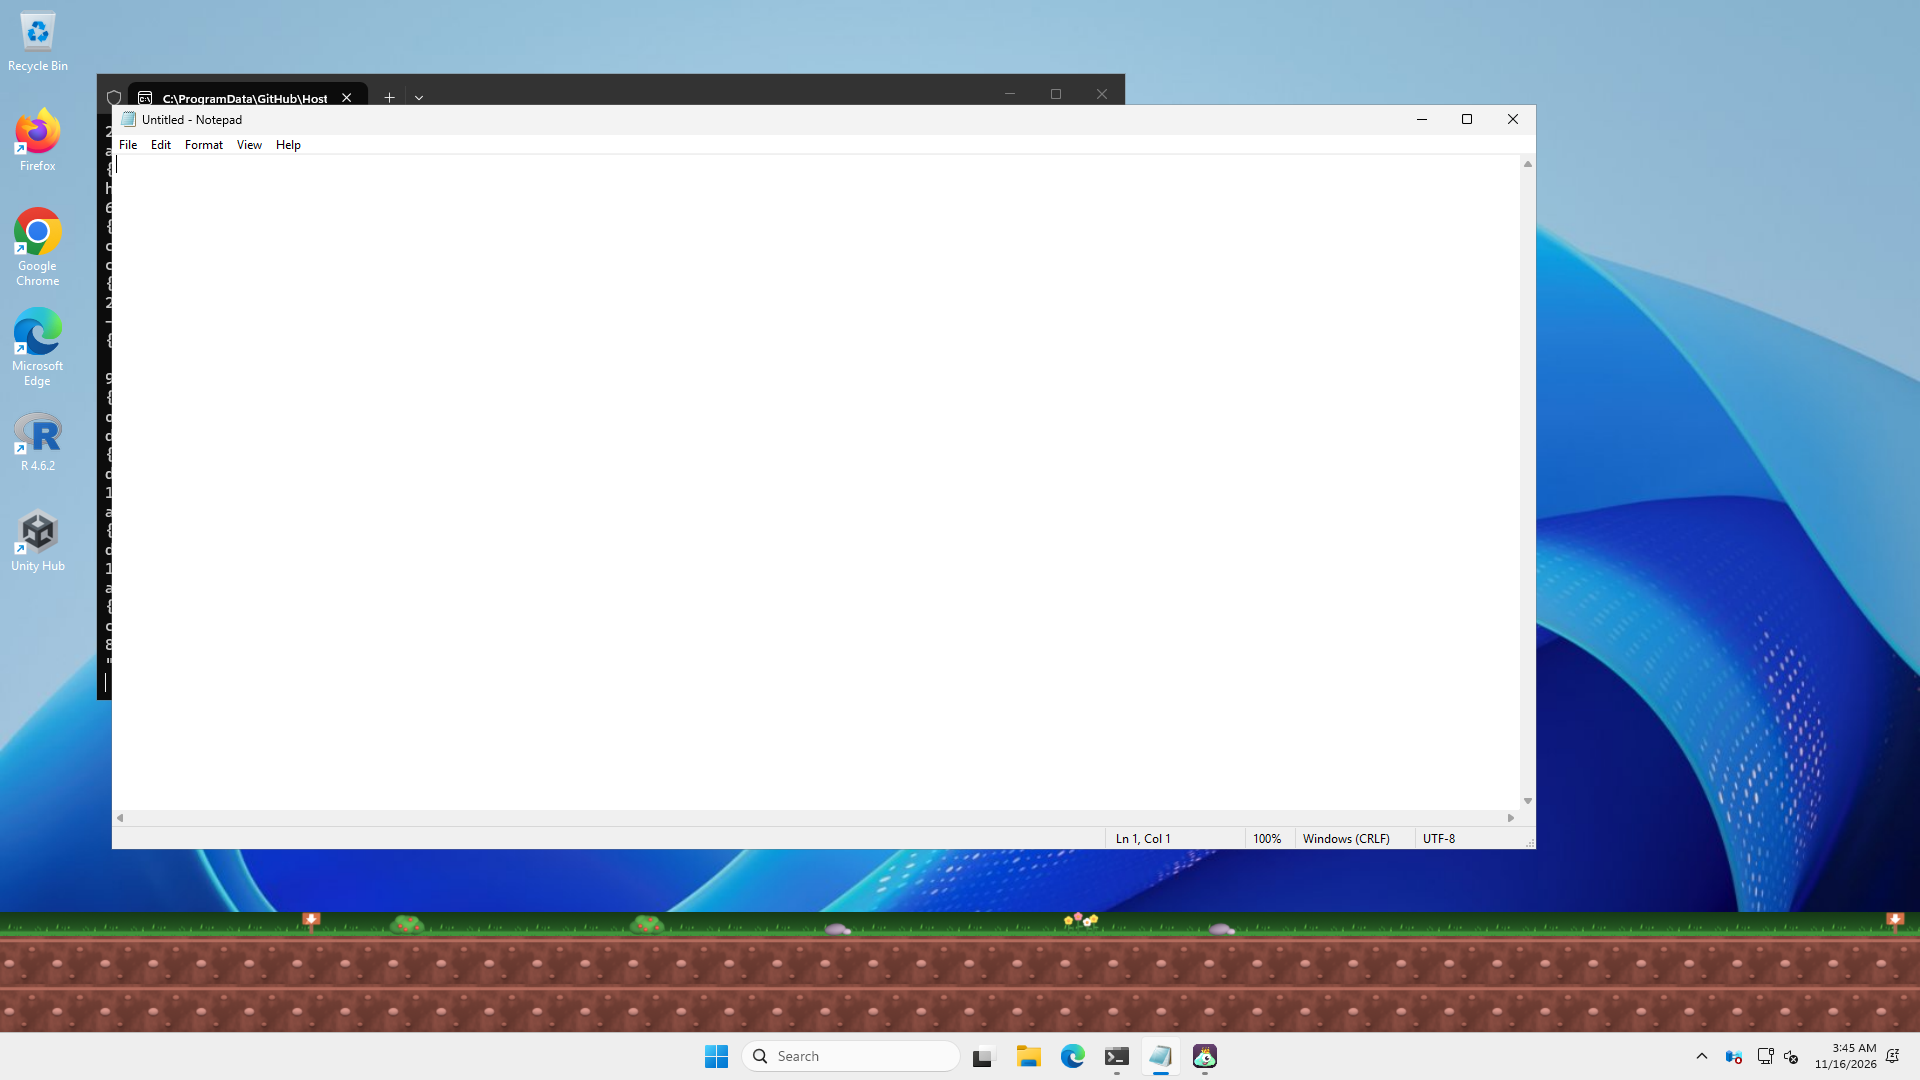 Recycle Bin
Firefox
Google
Chrome
Microsoft
Edge
R 4.6.2
Unity Hub
C:\ProgramData\GitHub\Host
Untitled - Notepad
File Edit Format View Help
Ln 1, Col 1 100% Windows (CRLF) UTF-8
Search
3:45 AM
11/16/2026